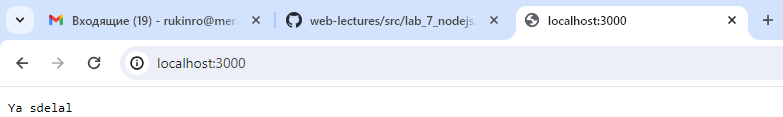 Входящие (19) - rukinro@mer
web-lectures/src/lab_7_nodejs
localhost:3000
localhost:3000
Ya sdelal